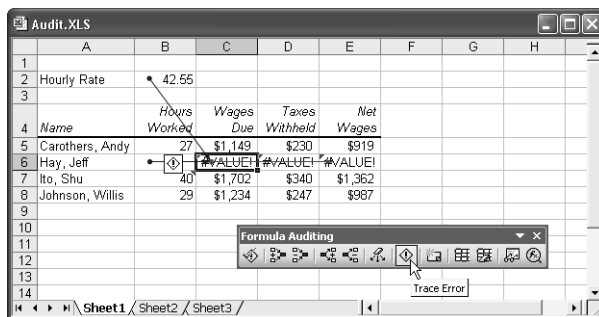 Audit.XLS
A B C D E F G H
1
2 Hourly Rate 42.55
3
Hours Wages Taxes Net
4 Name Worked Due Withheld Wages
5 Carothers, Andy 27 $1,149 $230 $919
6 Hay, Jeff #VALUE! #VALUE! #VALUE!
7 Ito, Shu 40 $1,702 $340 $1,362
8 Johnson, Willis 29 $1,234 $247 $987
9
10
Formula Auditing
11
12
13
Trace Error
14
Sheet1 Sheet2 Sheet3